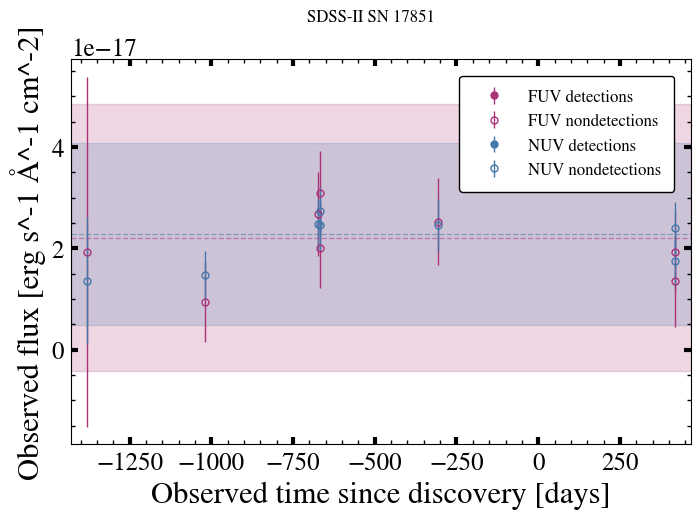 SDSS-II SN 17851
1e−17
FUV detections
FUV nondetections
NUV detections
NUV nondetections
4
2
0
Observed flux [erg s^-1 Å^-1 cm^-2]
−1250 −1000 −750 −500 −250 0 250
Observed time since discovery [days]